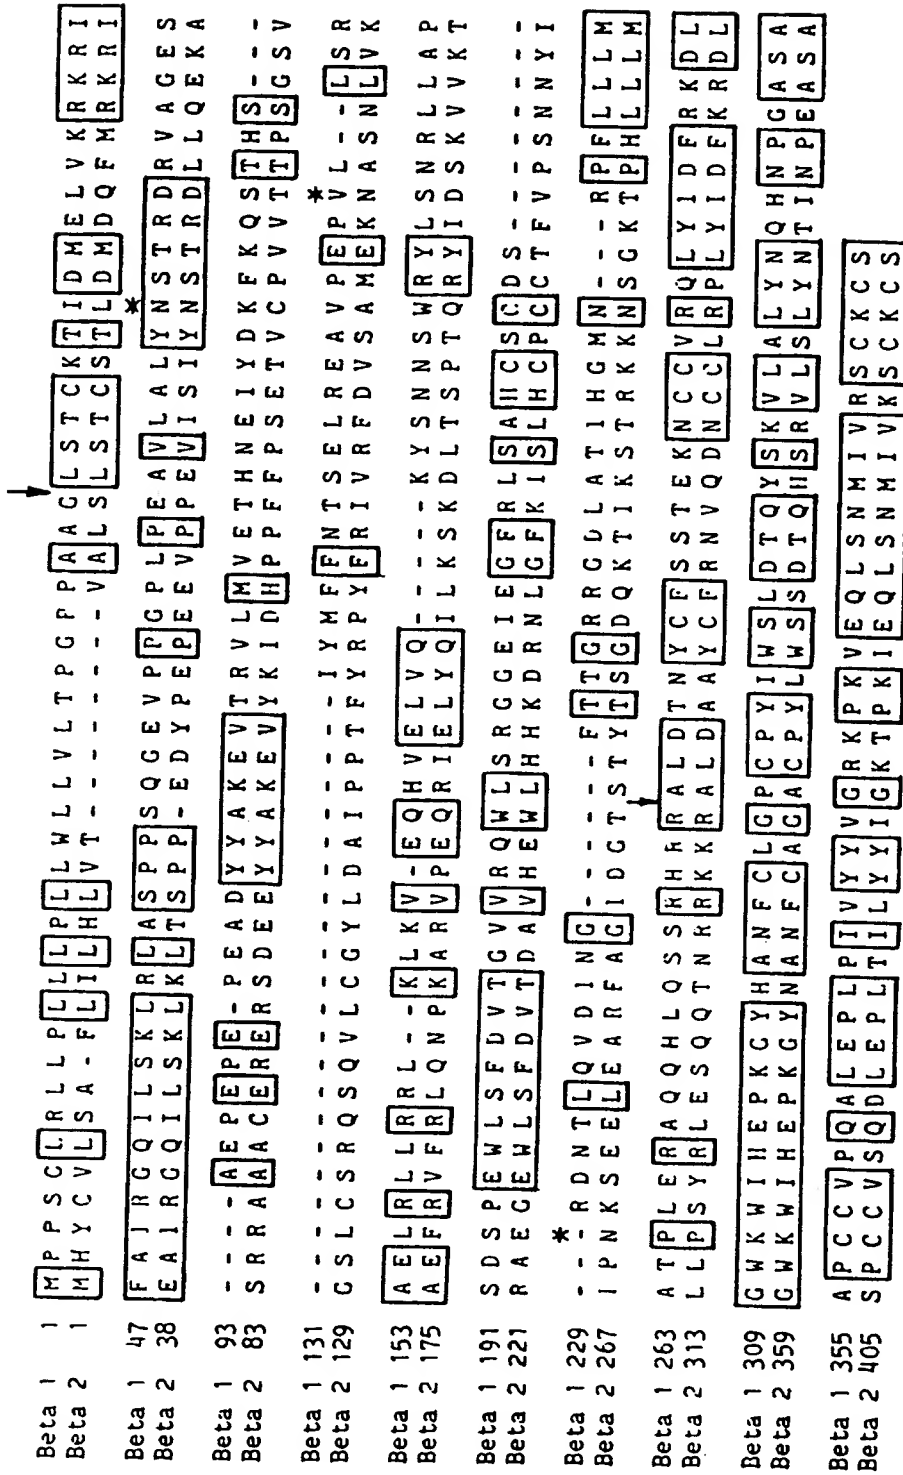 Beta 1 1 M P P S G L R L L P L L L P L L W L L V L T P G P P A A G L S T C K T I D M E L V K R K R I
Beta 2 1 M H Y C V L S A - F L I L H L V T - - - - - - - - V A L S L S T C S T L D M D Q F M R K R I
*
Beta 1 47 F A I R G Q I L S K L R L A S P P S Q G E V P P G P L P E A V L A L Y N S T R D R V A G E S
Beta 2 38 E A I R G Q I L S K L K L T S P P - E D Y P E P E E V P P E V I S I Y N S T R D L L Q E K A
Beta 1 93 - - - - A E P E P E - P E A D Y Y A K E V T R V L M V E T H N E I Y D K F K Q S T H S - - -
Beta 2 83 S R R A A A C E R E R S D E E Y Y A K E V Y K I D H P P F F P S E T V C P V V T T P S G S V
*
Beta 1 131 - - - - - - - - - - - - - - - - - - - - - - I Y M F F N T S E L R E A V P E P V L - - L S R
Beta 2 129 G S L C S R Q S Q V L C G Y L D A I P P T F Y R P Y F R I V R F D V S A M E K N A S N L V K
Beta 1 153 A E L R L L R R L - - K L K V - E Q H V E L V Q - - - - - K Y S N N S W R Y L S N R L L A P
Beta 2 175 A E F R V F R L Q N P K A R V P E Q R I E L Y Q I L K S K D L T S P T Q R Y I D S K V V K T
Beta 1 191 S D S P E W L S F D V T G V V R Q W L S R G G E I E G F R L S A H C S C D S - - - - - - - -
Beta 2 221 R A E G E W L S F D V T D A V H E W L H H K D R N L G F K I S L H C P C C T F V P S N N Y I
*
Beta 1 229 - - - R D N T L Q V D I N G - - - - - - F T T G R R G D L A T I H G M N - - - R P F L L L M
Beta 2 267 I P N K S E E L E A R F A G I D G T S T Y T S G D Q K T I K S T R K K N S G K T P H L L L M
Beta 1 263 A T P L E R A Q Q H L Q S S R H R R A L D T N Y C F S S T E K N C C V R Q L Y I D F R K D L
Beta 2 313 L L P S Y R L E S Q Q T N R R K K R A L D A A Y C F R N V Q D N C C L R P L Y I D F K R D L
Beta 1 309 G W K W I H E P K G Y H A N F C L G P C P Y I W S L D T Q Y S K V L A L Y N Q H N P G A S A
Beta 2 359 G W K W I H E P K G Y N A N F C A G A C P Y L W S S D T Q H S R V L S L Y N T I N P E A S A
Beta 1 355 A P C C V P Q A L E P L P I V Y Y V G R K P K V E Q L S N M I V R S C K C S
Beta 2 405 S P C C V S Q D L E P L T I L Y Y I G K T P K I E Q L S N M I V K S C K C S